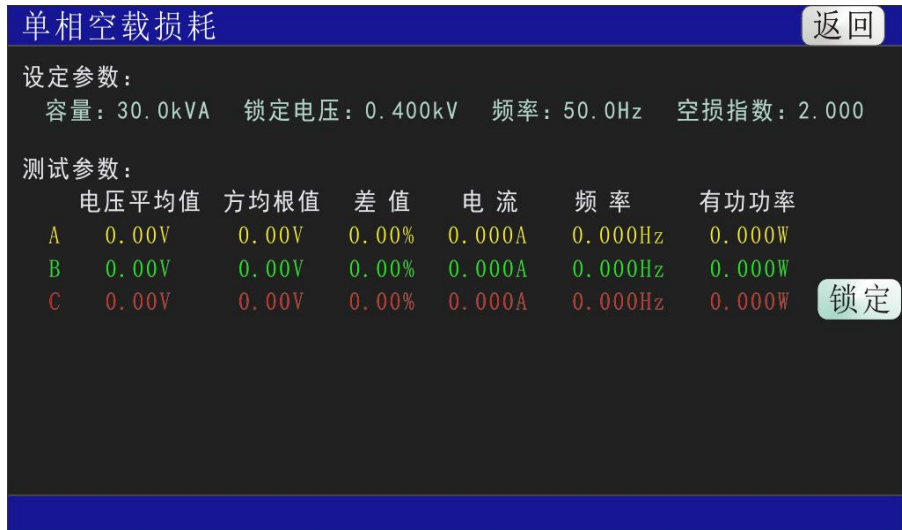 单相空载损耗 返回
设定参数:
容量: 30.0kVA 锁定电压: 0.400kV 频率: 50.0Hz 空损指数: 2.000
测试参数:
电压平均值 方均根值 差 值 电 流 频 率 有功功率
A 0.00V 0.00V 0.00% 0.000A 0.000Hz 0.000W
B 0.00V 0.00V 0.00% 0.000A 0.000Hz 0.000W
C 0.00V 0.00V 0.00% 0.000A 0.000Hz 0.000W 锁定